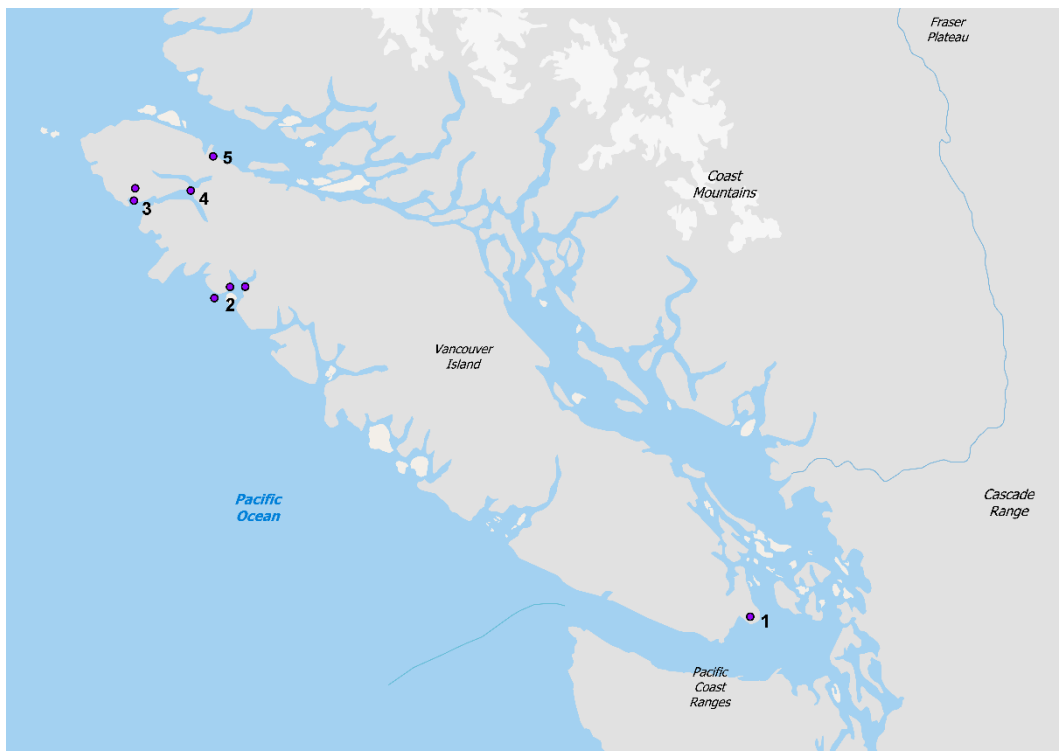 Fraser
Plateau
5
Coast
Mountains
4
3
2
Vancouver
Island
Pacific
Ocean
Cascade
Range
1
Pacific
Coast
Ranges